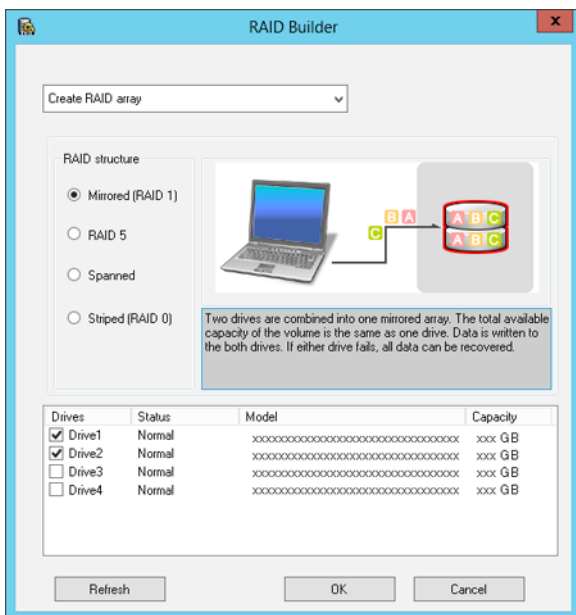 RAID Builder
x
Create RAID array
RAID structure
Mirrored (RAID 1)
RAID 5
Spanned
Striped (RAID 0)
B A
C
A B C
A B C
Two drives are combined into one mirrored array. The total available
capacity of the volume is the same as one drive. Data is written to
the both drives. If either drive fails, all data can be recovered.
Drives Status Model Capacity
Drive1 Normal xxxxxxxxxxxxxxxxxxxxxxxxxxxxxxxxx xxx GB
Drive2 Normal xxxxxxxxxxxxxxxxxxxxxxxxxxxxxxxxx xxx GB
Drive3 Normal xxxxxxxxxxxxxxxxxxxxxxxxxxxxxxxxx xxx GB
Drive4 Normal xxxxxxxxxxxxxxxxxxxxxxxxxxxxxxxxx xxx GB
Refresh OK Cancel